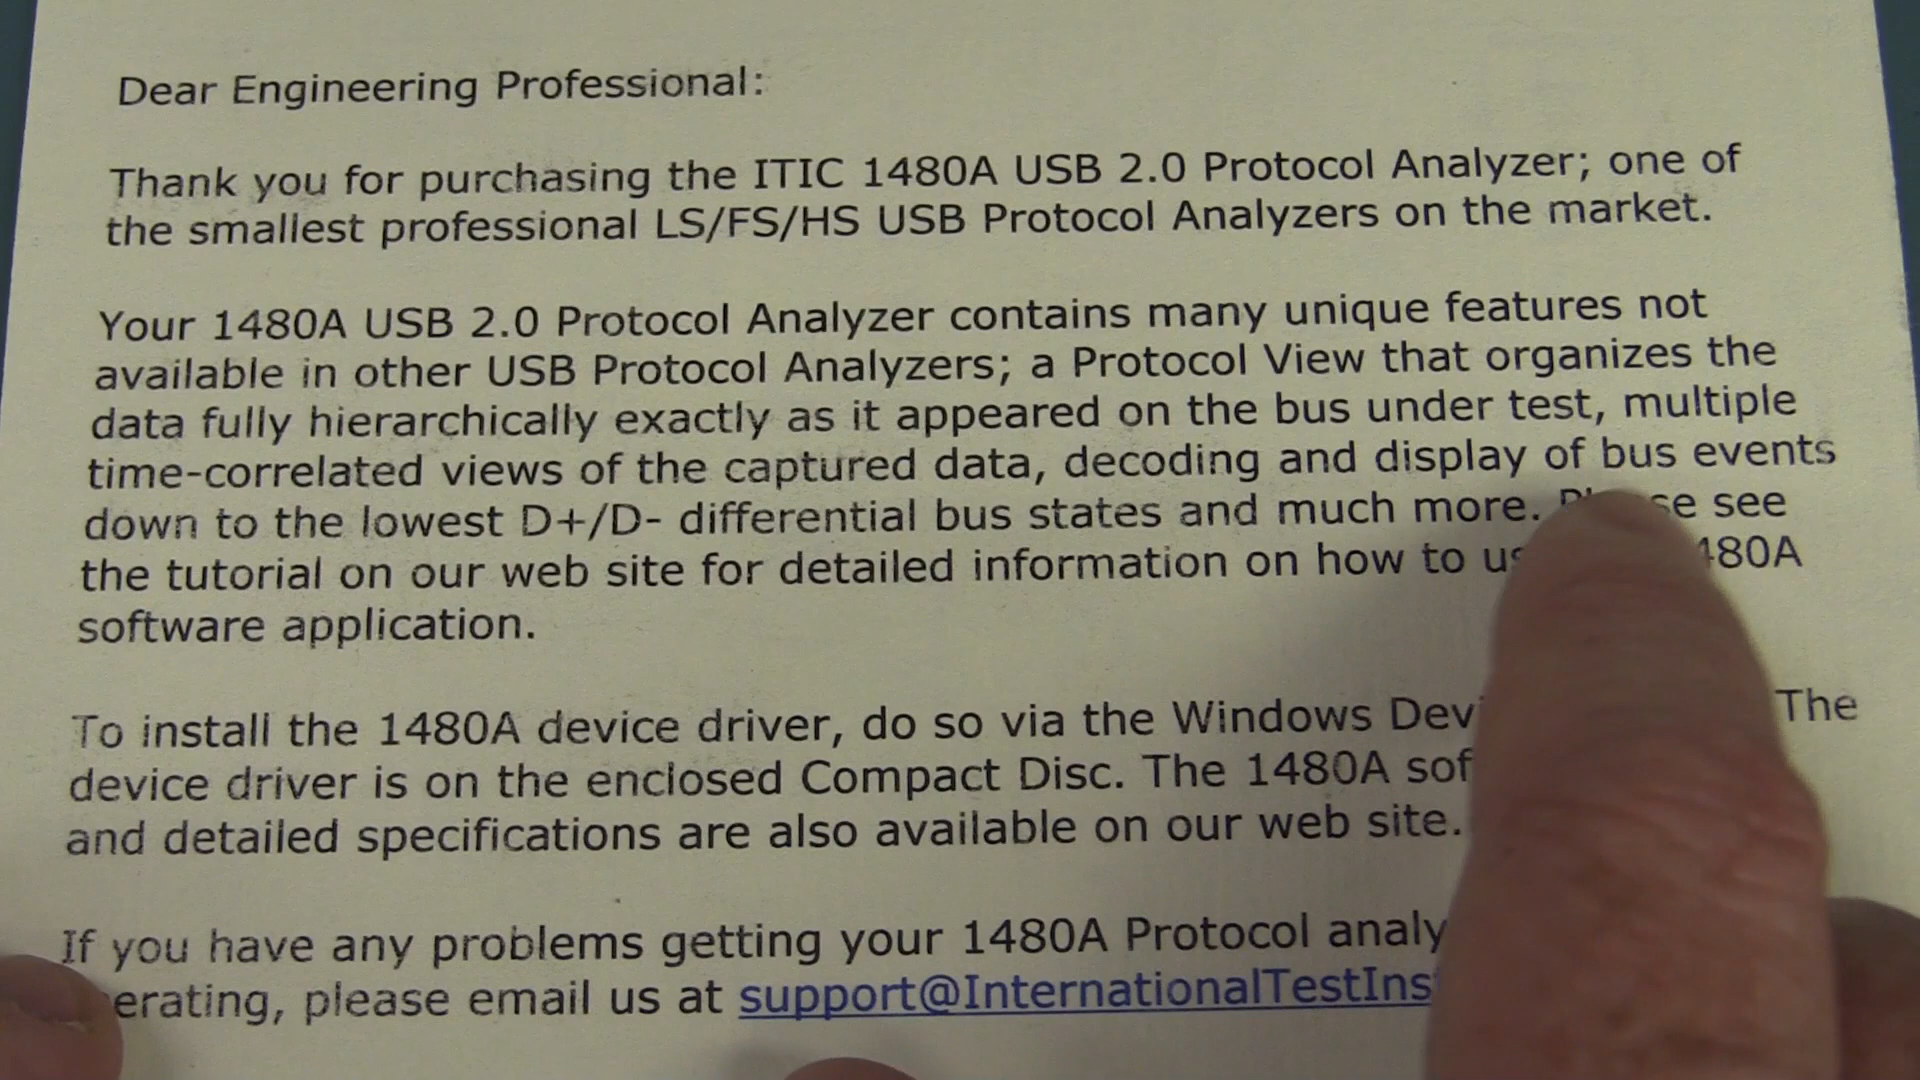 Dear Engineering Professional:
Thank you for purchasing the ITIC 1480A USB 2.0 Protocol Analyzer; one of
the smallest professional LS/FS/HS USB Protocol Analyzers on the market.
Your 1480A USB 2.0 Protocol Analyzer contains many unique features not
available in other USB Protocol Analyzers; a Protocol View that organizes the
data fully hierarchically exactly as it appeared on the bus under test, multiple
time-correlated views of the captured data, decoding and display of bus events
down to the lowest D+/D- differential bus states and much more. see
the tutorial on our web site for detailed information on how to 480A
software application.
To install the 1480A device driver, do so via the Windows The
device driver is on the enclosed Compact Disc. The 1480A
and detailed specifications are also available on our web site.
If you have any problems getting your 1480A Protocol
erating, please email us at support@InternationalTestIns